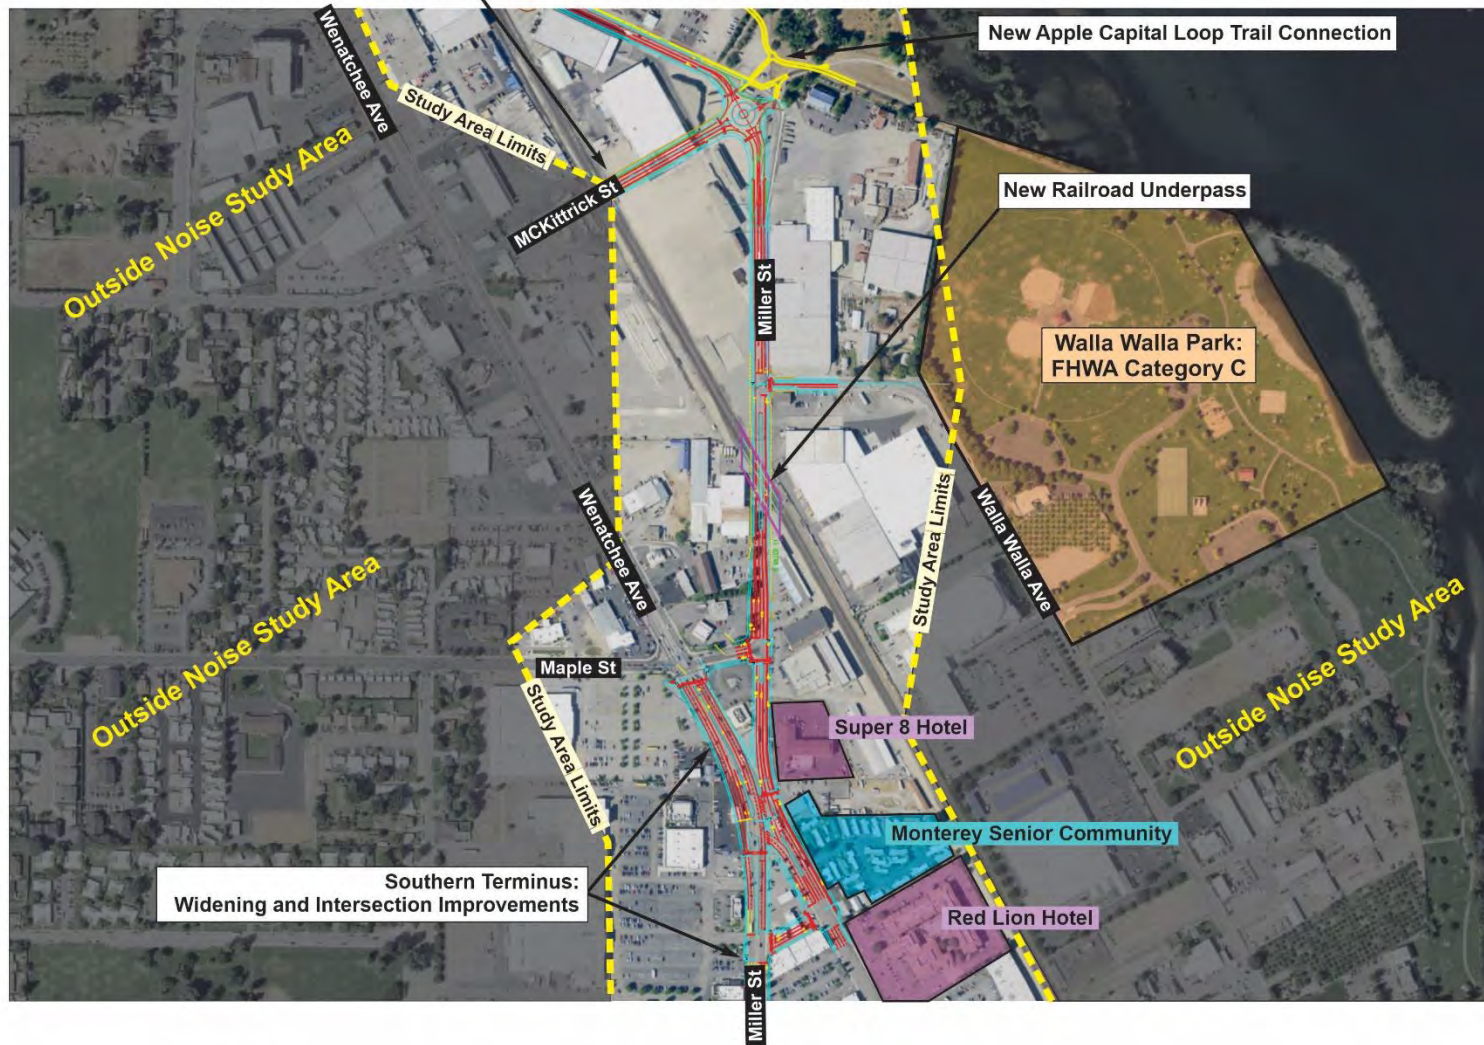 New Apple Capital Loop Trail Connection
Wenatchee Ave
Study Area Limits
Outside Noise Study Area
MCKittrick St
New Railroad Underpass
Miller St
Walla Walla Park:
FHWA Category C
Wenatchee Ave
Study Area Limits
Walla Walla Ave
Outside Noise Study Area
Maple St
Study Area Limits
Super 8 Hotel
Outside Noise Study Area
Monterey Senior Community
Southern Terminus:
Widening and Intersection Improvements
Red Lion Hotel
Miller St